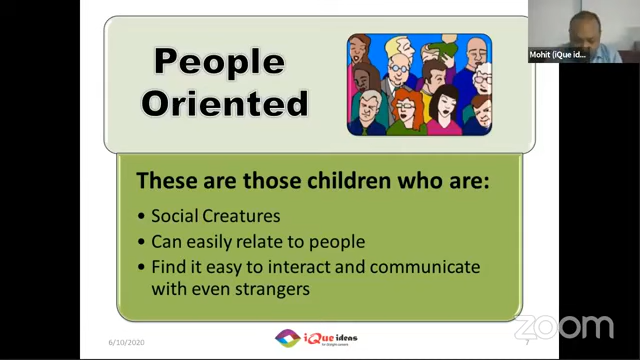 People
Oriented
Mohit (iQue id...
These are those children who are:
• Social Creatures
• Can easily relate to people
• Find it easy to interact and communicate
with even strangers
6/10/2020
iQue ideas
7
zoom